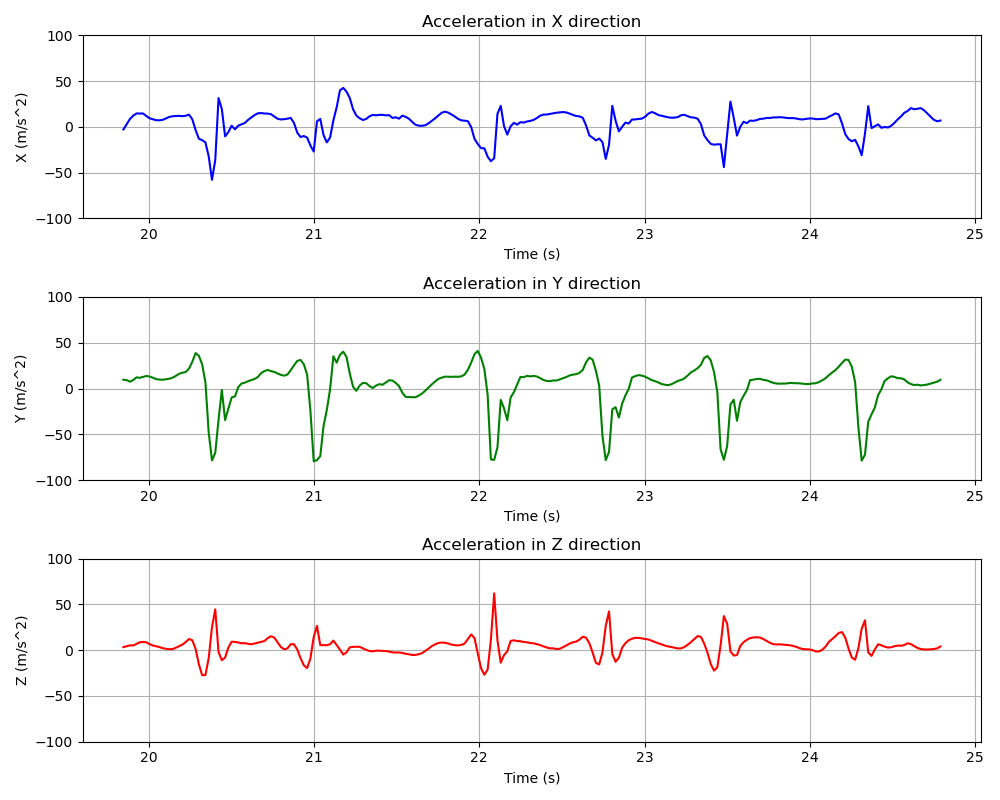 Acceleration in X direction
100
50
0
−50
−100
X (m/s^2)
20 21 22 23 24 25
Time (s)
Acceleration in Y direction
100
50
0
−50
−100
Y (m/s^2)
20 21 22 23 24 25
Time (s)
Acceleration in Z direction
100
50
0
−50
−100
Z (m/s^2)
20 21 22 23 24 25
Time (s)